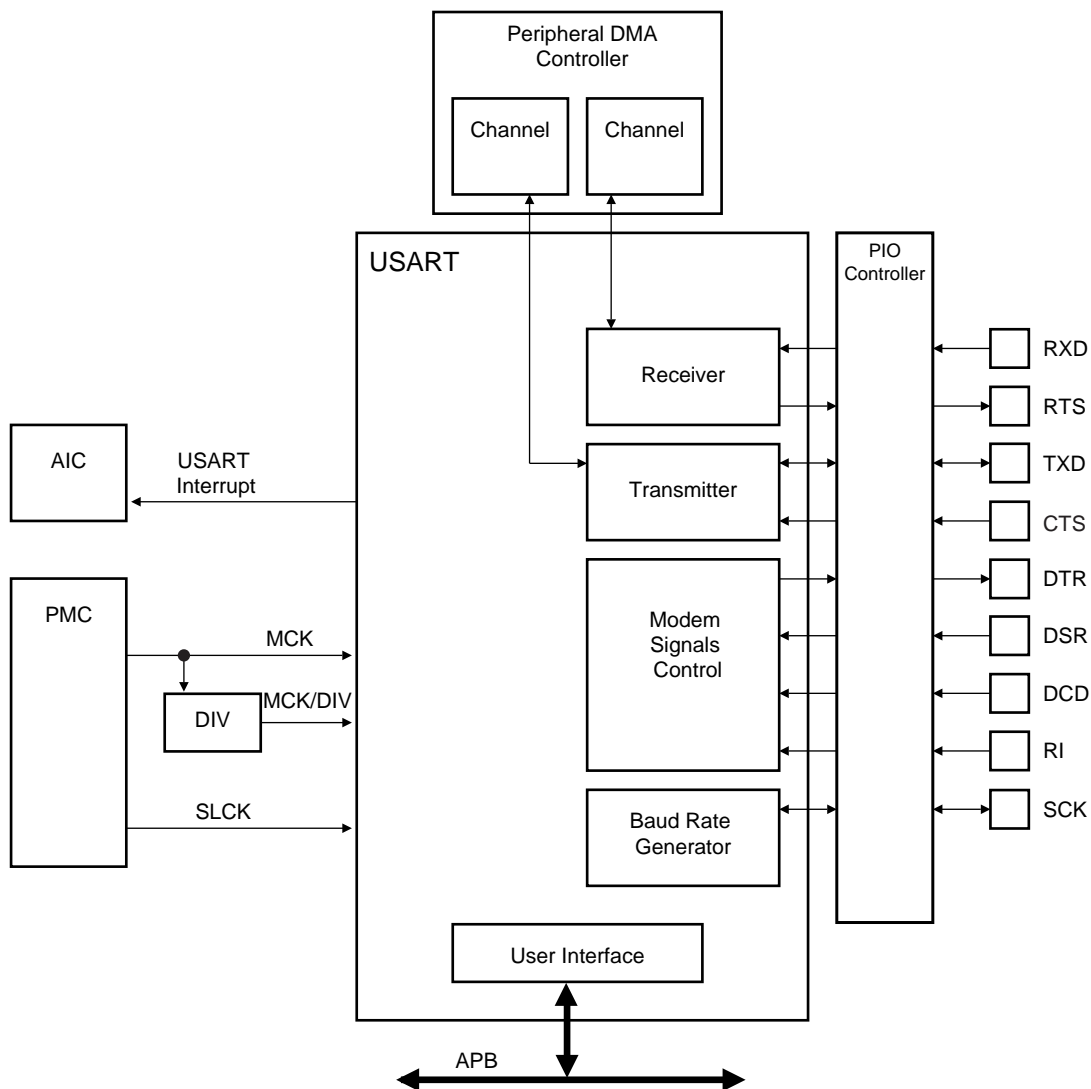 Peripheral DMA
Controller
Channel
Channel
USART
PIO
Controller
Receiver
RXD
RTS
AIC
USART
Interrupt
Transmitter
TXD
CTS
PMC
MCK
DIV
MCK/DIV
SLCK
Modem
Signals
Control
DTR
DSR
DCD
RI
Baud Rate
Generator
SCK
User Interface
APB